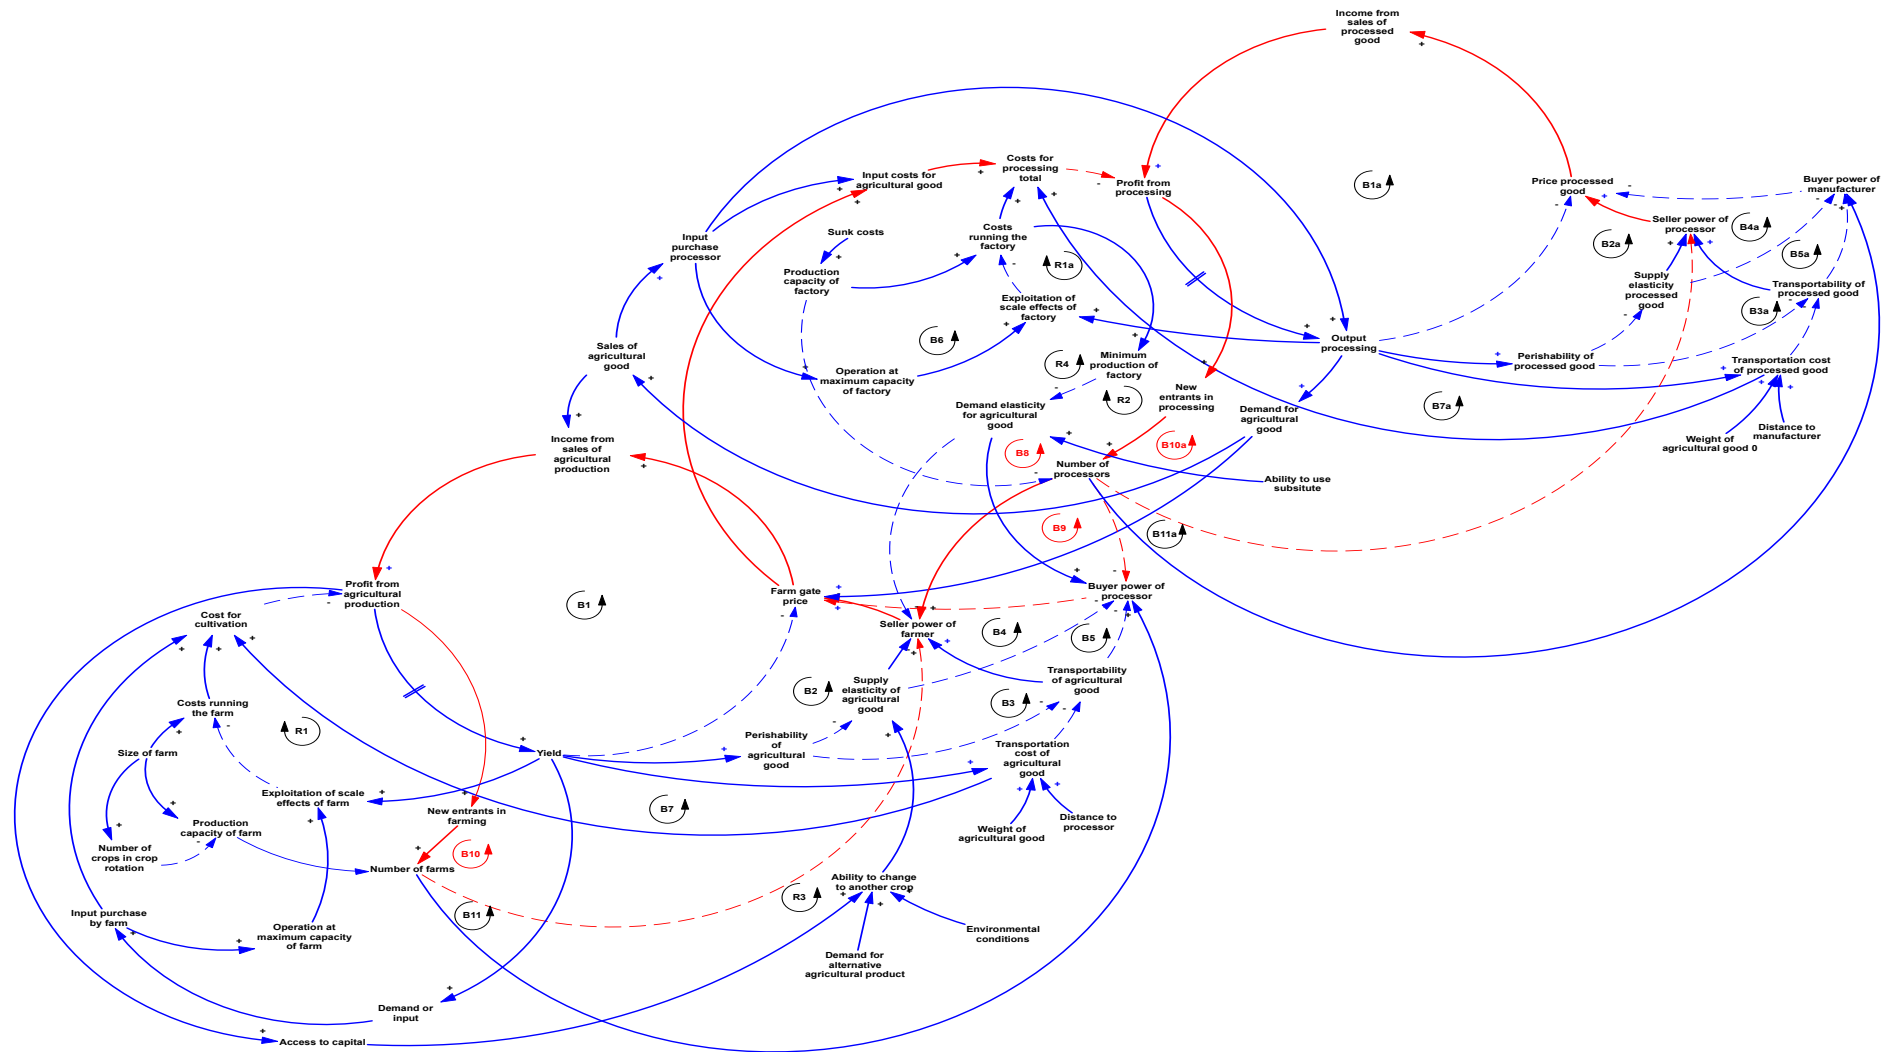 Income from
sales of
processed
good
Costs for
processing
total
Input costs for
agricultural good
Profit from
processing
B1a
Price processed
good
Buyer power of
manufacturer
Seller power of
processor
B4a
B2a
B5a
Input
purchase
processor
Sunk costs
Costs
running the
factory
R1a
Production
capacity of
factory
Exploitation of
scale effects of
factory
Supply
elasticity
processed
good
Transportability of
processed good
B3a
B6
Output
processing
Sales of
agricultural
good
Operation at
maximum capacity
of factory
R4
Minimum
production of
factory
Perishability of
processed good
Transportation cost
of processed good
R2
New
entrants in
processing
Demand elasticity
for agricultural
good
Demand for
agricultural
good
B7a
Weight of
agricultural good 0
Distance to
manufacturer
Income from
sales of
agricultural
production
B8
B10a
Number of
processors
Ability to use
subsitute
B9
B11a
Profit from
agricultural
production
B1
Farm gate
price
Buyer power of
processor
Cost for
cultivation
Seller power of
farmer
B4
B5
Costs running
the farm
R1
B2
Supply
elasticity of
agricultural
good
Transportability
of agricultural
good
B3
Size of farm
Yield
Perishability
of
agricultural
good
Transportation
cost of
agricultural
good
Exploitation of scale
effects of farm
New entrants in
farming
B7
Weight of
agricultural good
Distance to
processor
Production
capacity of farm
Number of
crops in crop
rotation
B10
Number of farms
Ability to change
to another crop
R3
B11
Input purchase
by farm
Operation at
maximum capacity
of farm
Environmental
conditions
Demand for
alternative
agricultural product
Demand or
input
Access to capital